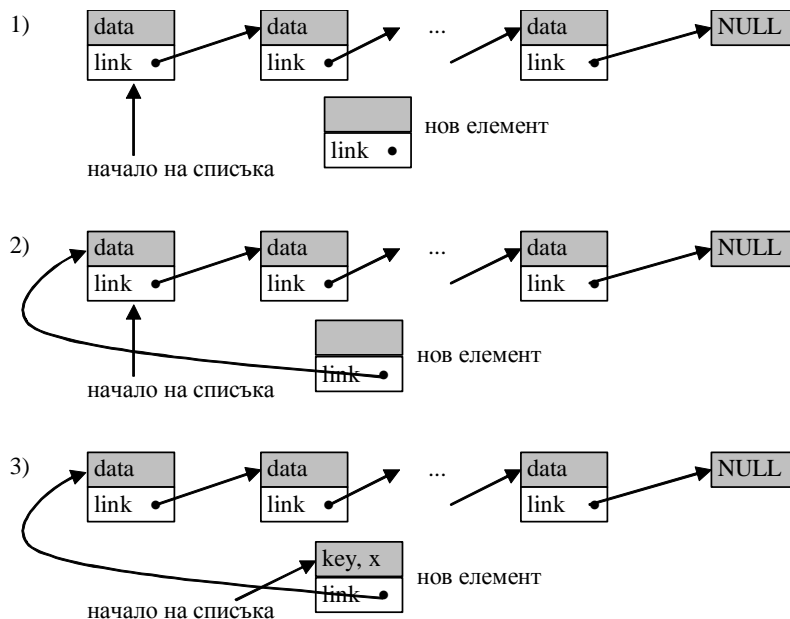 1) data data ... data NULL
link link link
link нов елемент
начало на списъка
2) data data ... data NULL
link link link
нов елемент
link
начало на списъка
3) data data ... data NULL
link link link
key, x
нов елемент
link
начало на списъка